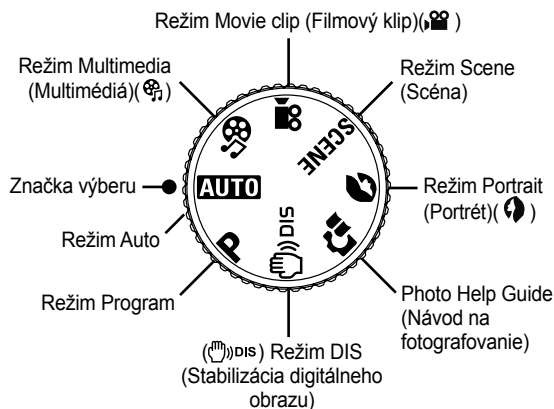 Režim Movie clip (Filmový klip)( )
Režim Multimedia
(Multimédiá)( )
Režim Scene
(Scéna)
SCENE
Značka výberu
AUTO
Režim Portrait
(Portrét)( )
Režim Auto
P
DIS
Režim Program
Photo Help Guide
(Návod na
fotografovanie)
( DIS) Režim DIS
(Stabilizácia digitálneho
obrazu)